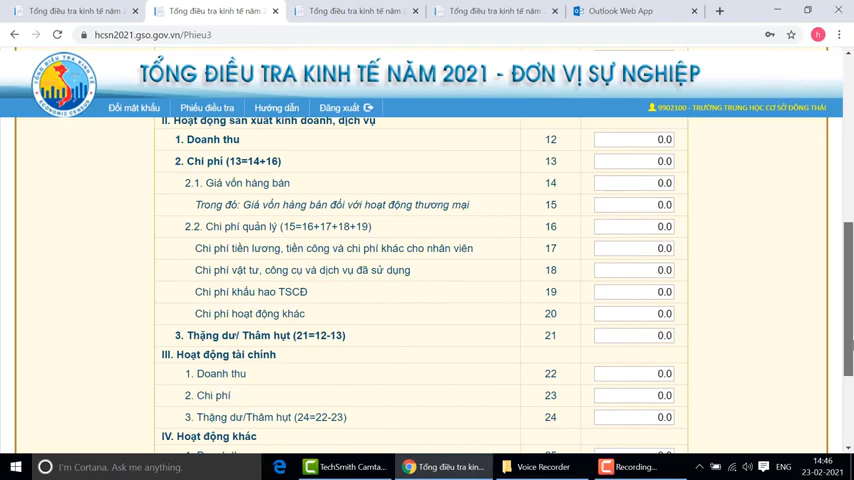 Tổng điều tra kinh tế năm
Tổng điều tra kinh tế năm 2
Tổng điều tra kinh tế năm 2
Tổng điều tra kinh tế năm 2
Outlook Web App
hcsn2021.gso.gov.vn/Phieu3
h
TỔNG ĐIỀU TRA KINH TẾ NĂM 2021 - ĐƠN VỊ SỰ NGHIỆP
Đổi mật khẩu Phiếu điều tra Hướng dẫn Đăng xuất
9902100 - TRƯỜNG TRUNG HỌC CƠ SỞ ĐÔNG THÁI
II. Hoạt động sản xuất kinh doanh, dịch vụ
1. Doanh thu 12 0.0
2. Chi phí (13=14+16) 13 0.0
2.1. Giá vốn hàng bán 14 0.0
Trong đó: Giá vốn hàng bán đối với hoạt động thương mại 15 0.0
2.2. Chi phí quản lý (15=16+17+18+19) 16 0.0
Chi phí tiền lương, tiền công và chi phí khác cho nhân viên 17 0.0
Chi phí vật tư, công cụ và dịch vụ đã sử dụng 18 0.0
Chi phí khấu hao TSCĐ 19 0.0
Chi phí hoạt động khác 20 0.0
3. Thặng dư/ Thâm hụt (21=12-13) 21 0.0
III. Hoạt động tài chính
1. Doanh thu 22 0.0
2. Chi phí 23 0.0
3. Thặng dư/Thâm hụt (24=22-23) 24 0.0
IV. Hoạt động khác
I'm Cortana. Ask me anything.
TechSmith Camta...
Tổng điều tra kin...
Voice Recorder
Recording...
ENG
14:46
23-02-2021